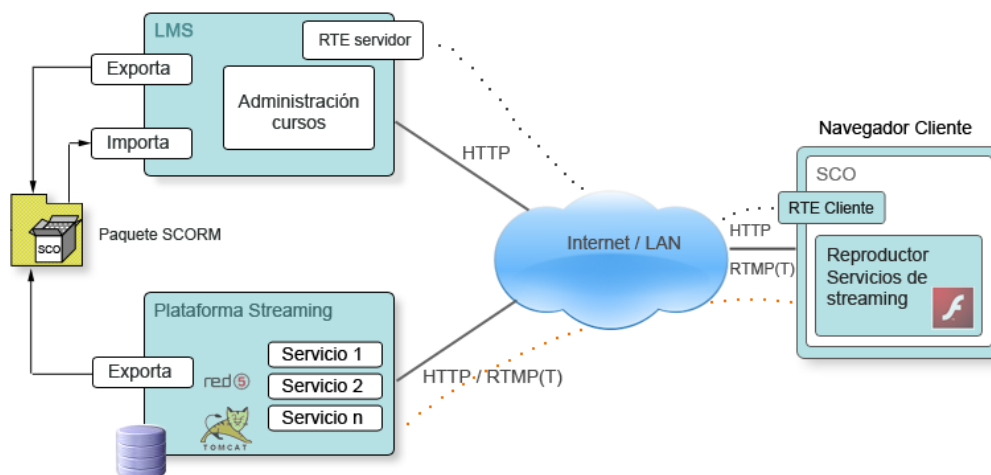 LMS
RTE servidor
Exporta
Administración
cursos
Importa
HTTP
Navegador Cliente
SCO
RTE Cliente
SCO
Paquete SCORM
Internet / LAN
HTTP
RTMP(T)
Reproductor
Servicios de
streaming
Plataforma Streaming
Servicio 1
Exporta
red5
Servicio 2
HTTP / RTMP(T)
Servicio n
TOMCAT